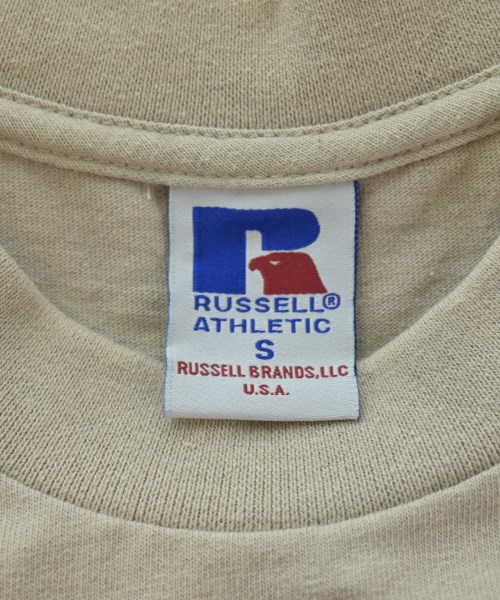 R
RUSSELL®
ATHLETIC
S
RUSSELL BRANDS, LLC
U.S.A.